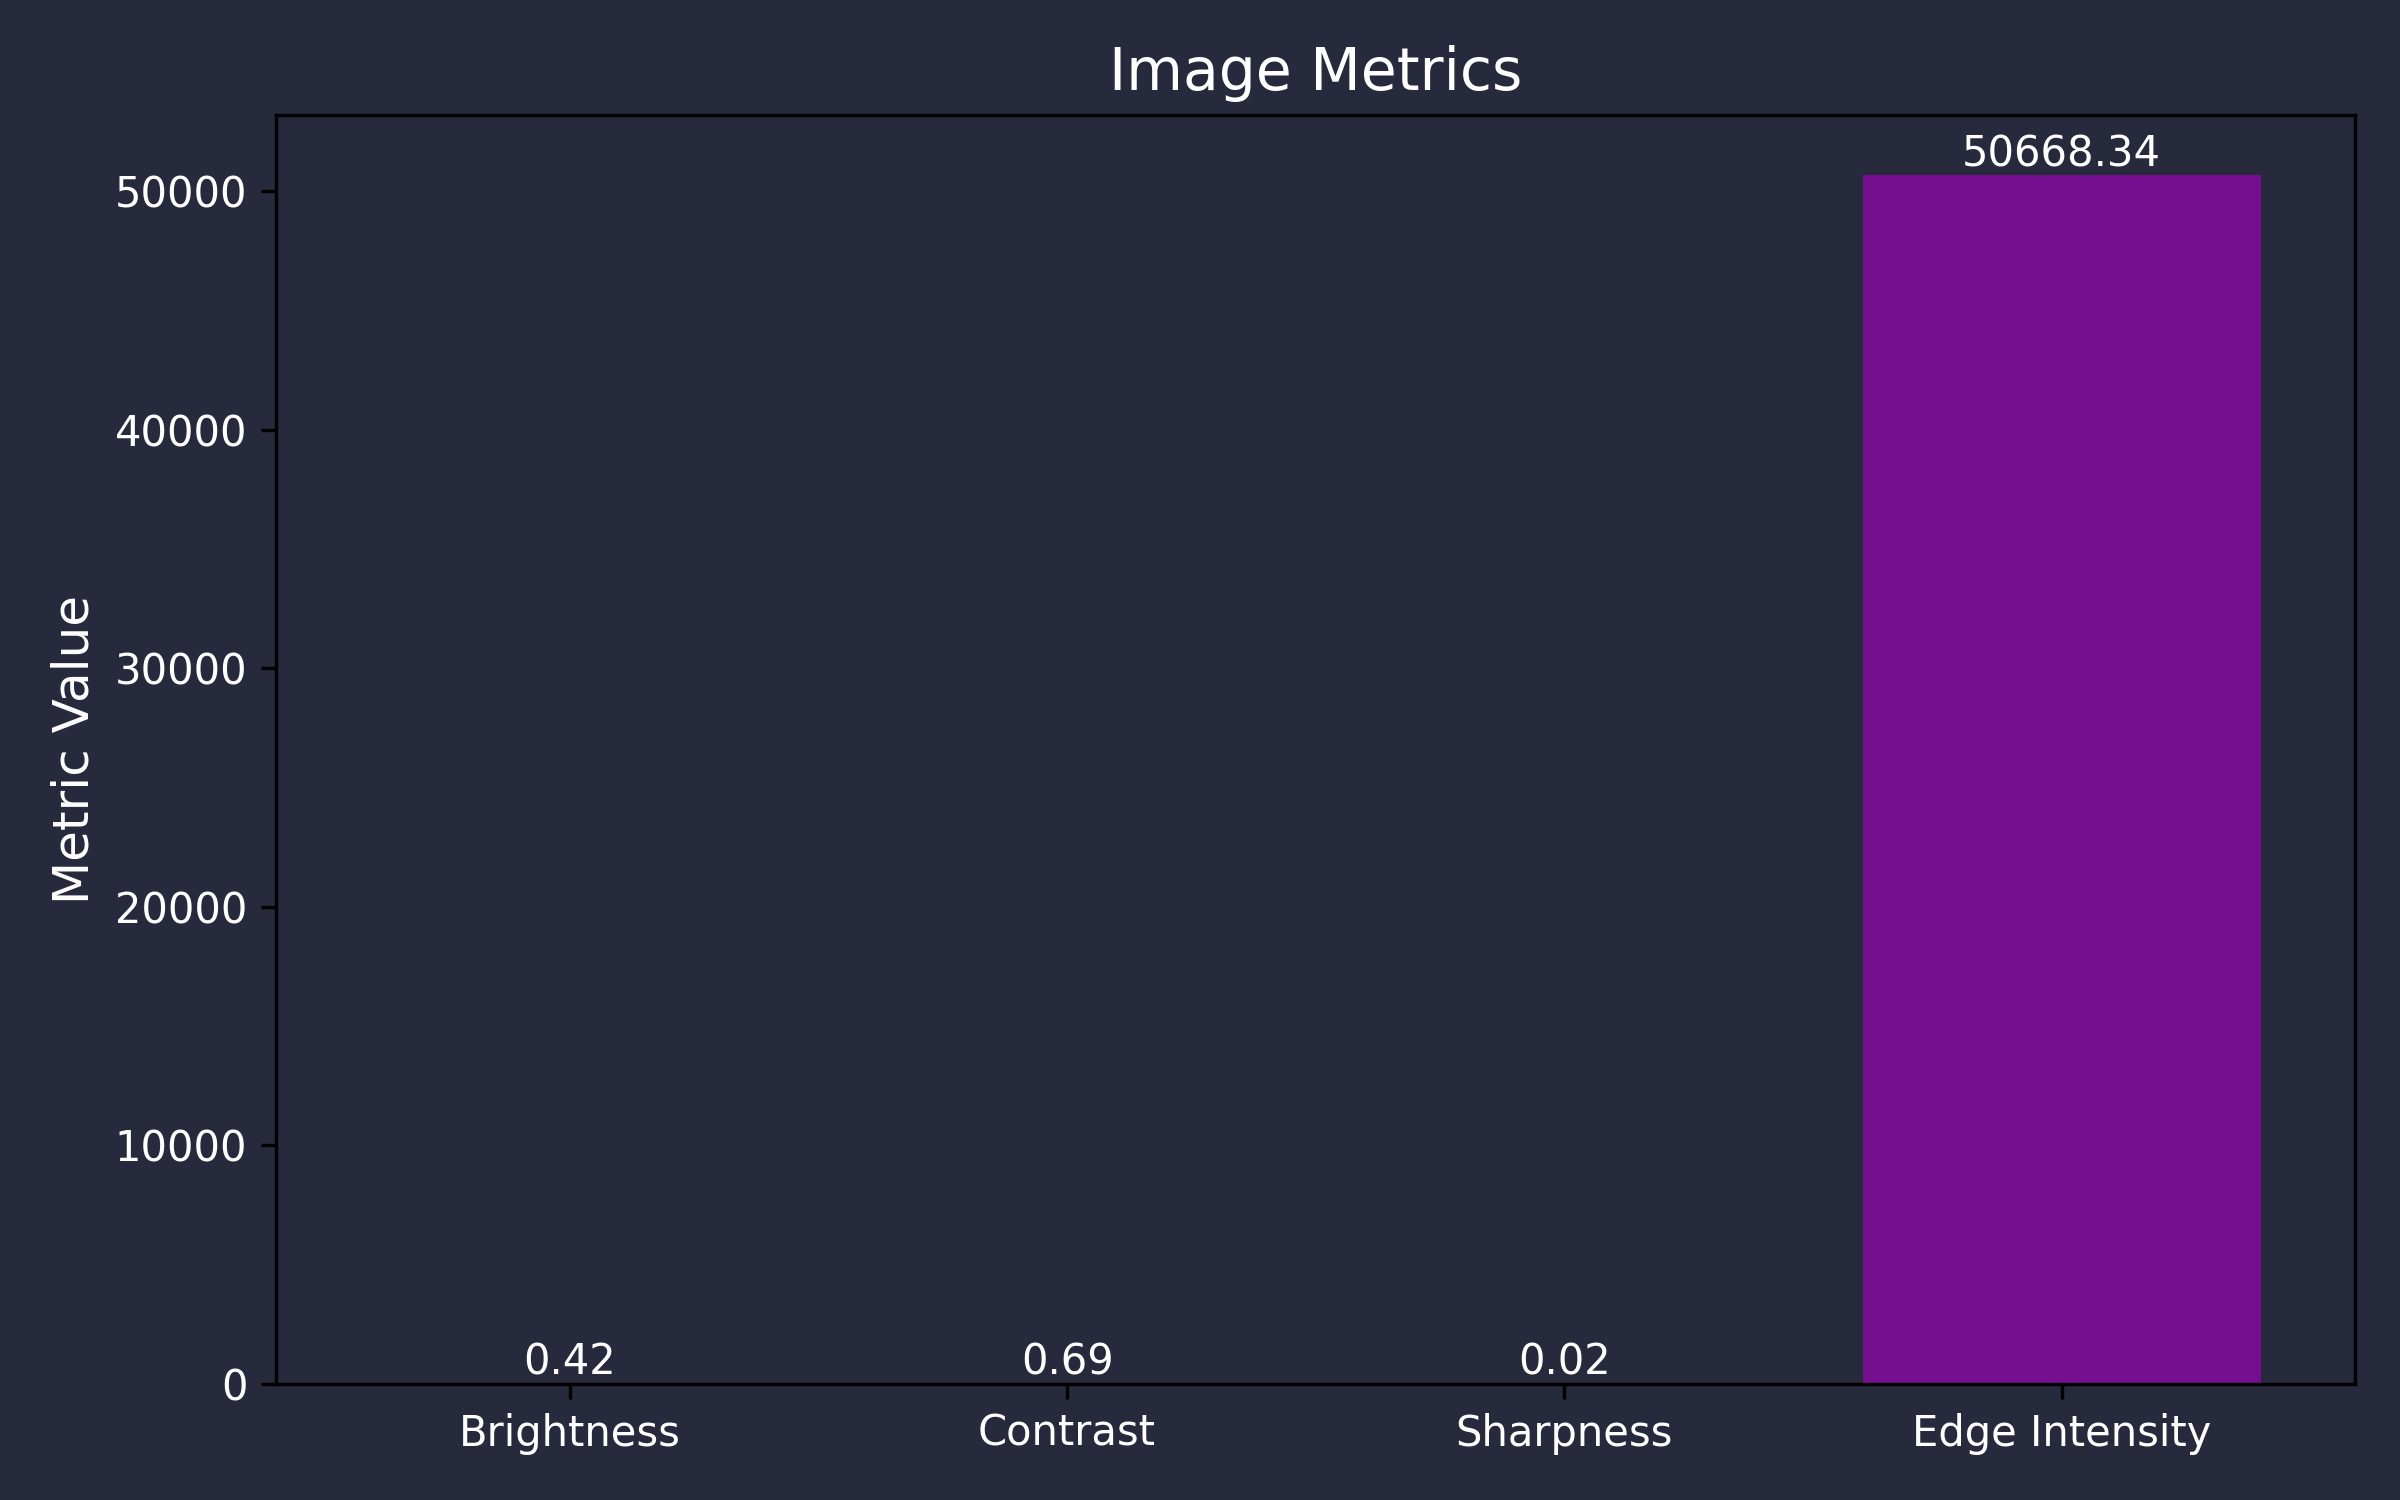 Image Metrics
50668.34
50000
40000
30000
20000
10000
0
Metric Value
0.42
0.69
0.02
Brightness
Contrast
Sharpness
Edge Intensity